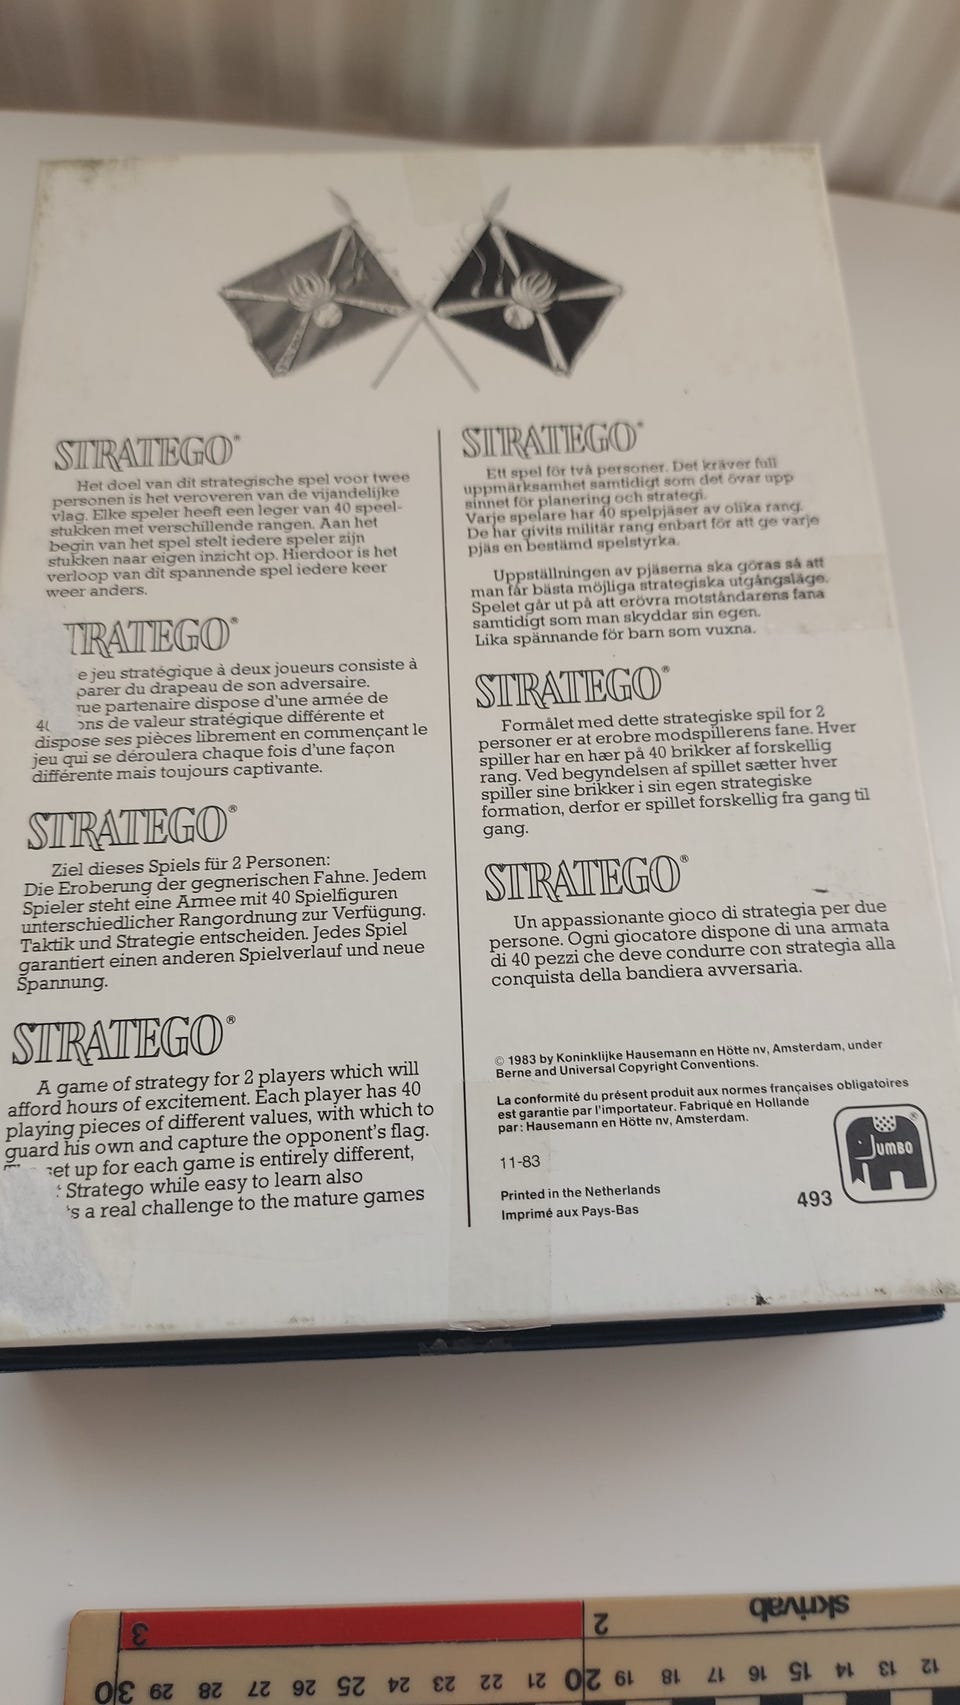 STRATEGO®
Het doel van dit strategische spel voor twee
personen is het veroveren van de vijandelijke
vlag. Elke speler heeft een leger van 40 speel-
stukken met verschillende rangen. Aan het
begin van het spel stelt iedere speler zijn
stukken naar eigen inzicht op. Hierdoor is het
verloop van dit spannende spel iedere keer
weer anders.
TRATEGO®
e jeu stratégique à deux joueurs consiste à
parer du drapeau de son adversaire.
ue partenaire dispose d'une armée de
40 ons de valeur stratégique différente et
dispose ses pièces librement en commençant le
jeu qui se déroulera chaque fois d'une façon
différente mais toujours captivante.
STRATEGO®
Ziel dieses Spiels für 2 Personen:
Die Eroberung der gegnerischen Fahne. Jedem
Spieler steht eine Armee mit 40 Spielfiguren
unterschiedlicher Rangordnung zur Verfügung.
Taktik und Strategie entscheiden. Jedes Spiel
garantiert einen anderen Spielverlauf und neue
Spannung.
STRATEGO®
A game of strategy for 2 players which will
afford hours of excitement. Each player has 40
playing pieces of different values, with which to
guard his own and capture the opponent's flag.
set up for each game is entirely different,
Stratego while easy to learn also
's a real challenge to the mature games
STRATEGO®
Ett spel för två personer. Det kräver full
uppmärksamhet samtidigt som det övar upp
sinnet för planering och strategi.
Varje spelare har 40 spelpjäser av olika rang.
De har givits militär rang enbart för att ge varje
pjäs en bestämd spelstyrka.
Uppställningen av pjäserna ska göras så att
man får bästa möjliga strategiska utgångsläge.
Spelet går ut på att erövra motståndarens fana
samtidigt som man skyddar sin egen.
Lika spännande för barn som vuxna.
STRATEGO®
Formålet med dette strategiske spil for 2
personer er at erobre modspillerens fane. Hver
spiller har en hær på 40 brikker af forskellig
rang. Ved begyndelsen af spillet sætter hver
spiller sine brikker i sin egen strategiske
formation, derfor er spillet forskellig fra gang til
gang.
STRATEGO®
Un appassionante gioco di strategia per due
persone. Ogni giocatore dispone di una armata
di 40 pezzi che deve condurre con strategia alla
conquista della bandiera avversaria.
© 1983 by Koninklijke Hausemann en Hötte nv, Amsterdam, under
Berne and Universal Copyright Conventions.
La conformité du présent produit aux normes françaises obligatoires
est garantie par l'importateur. Fabriqué en Hollande
par: Hausemann en Hötte nv, Amsterdam.
11-83
Printed in the Netherlands
Imprimé aux Pays-Bas
493
JUMBO®
skrivab
3 2
30 29 28 27 26 25 24 23 22 21 20 19 18 17 16 15 14 13 12